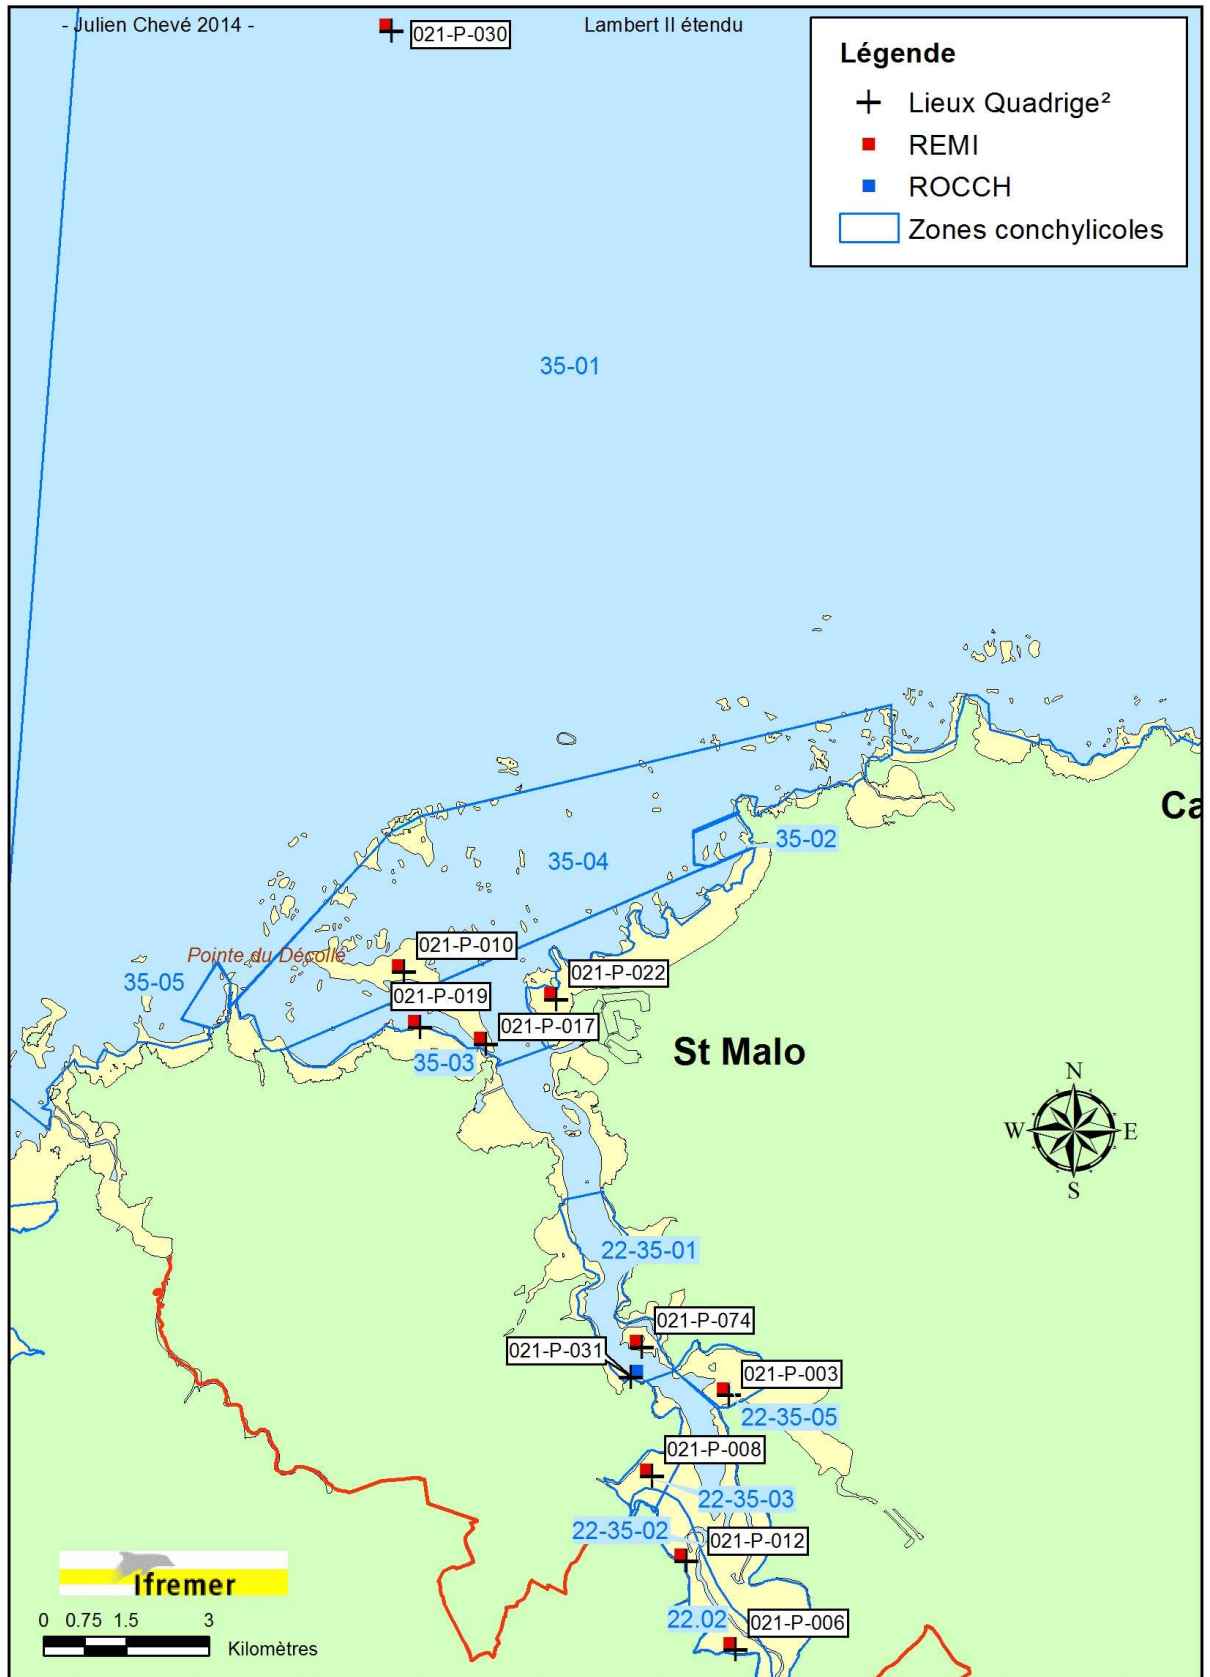 - Julien Chevé 2014 -
021-P-030
Lambert II étendu
Légende
Lieux Quadrige²
REMI
ROCCH
Zones conchylicoles
35-01
Ca
35-02
35-04
Pointe du Décollé
021-P-010
35-05
021-P-022
021-P-019
021-P-017
35-03
St Malo
N
W
E
S
22-35-01
021-P-074
021-P-031
021-P-003
22-35-05
021-P-008
22-35-03
22-35-02
021-P-012
Ifremer
22.02
021-P-006
0 0.75 1.5 3
Kilomètres